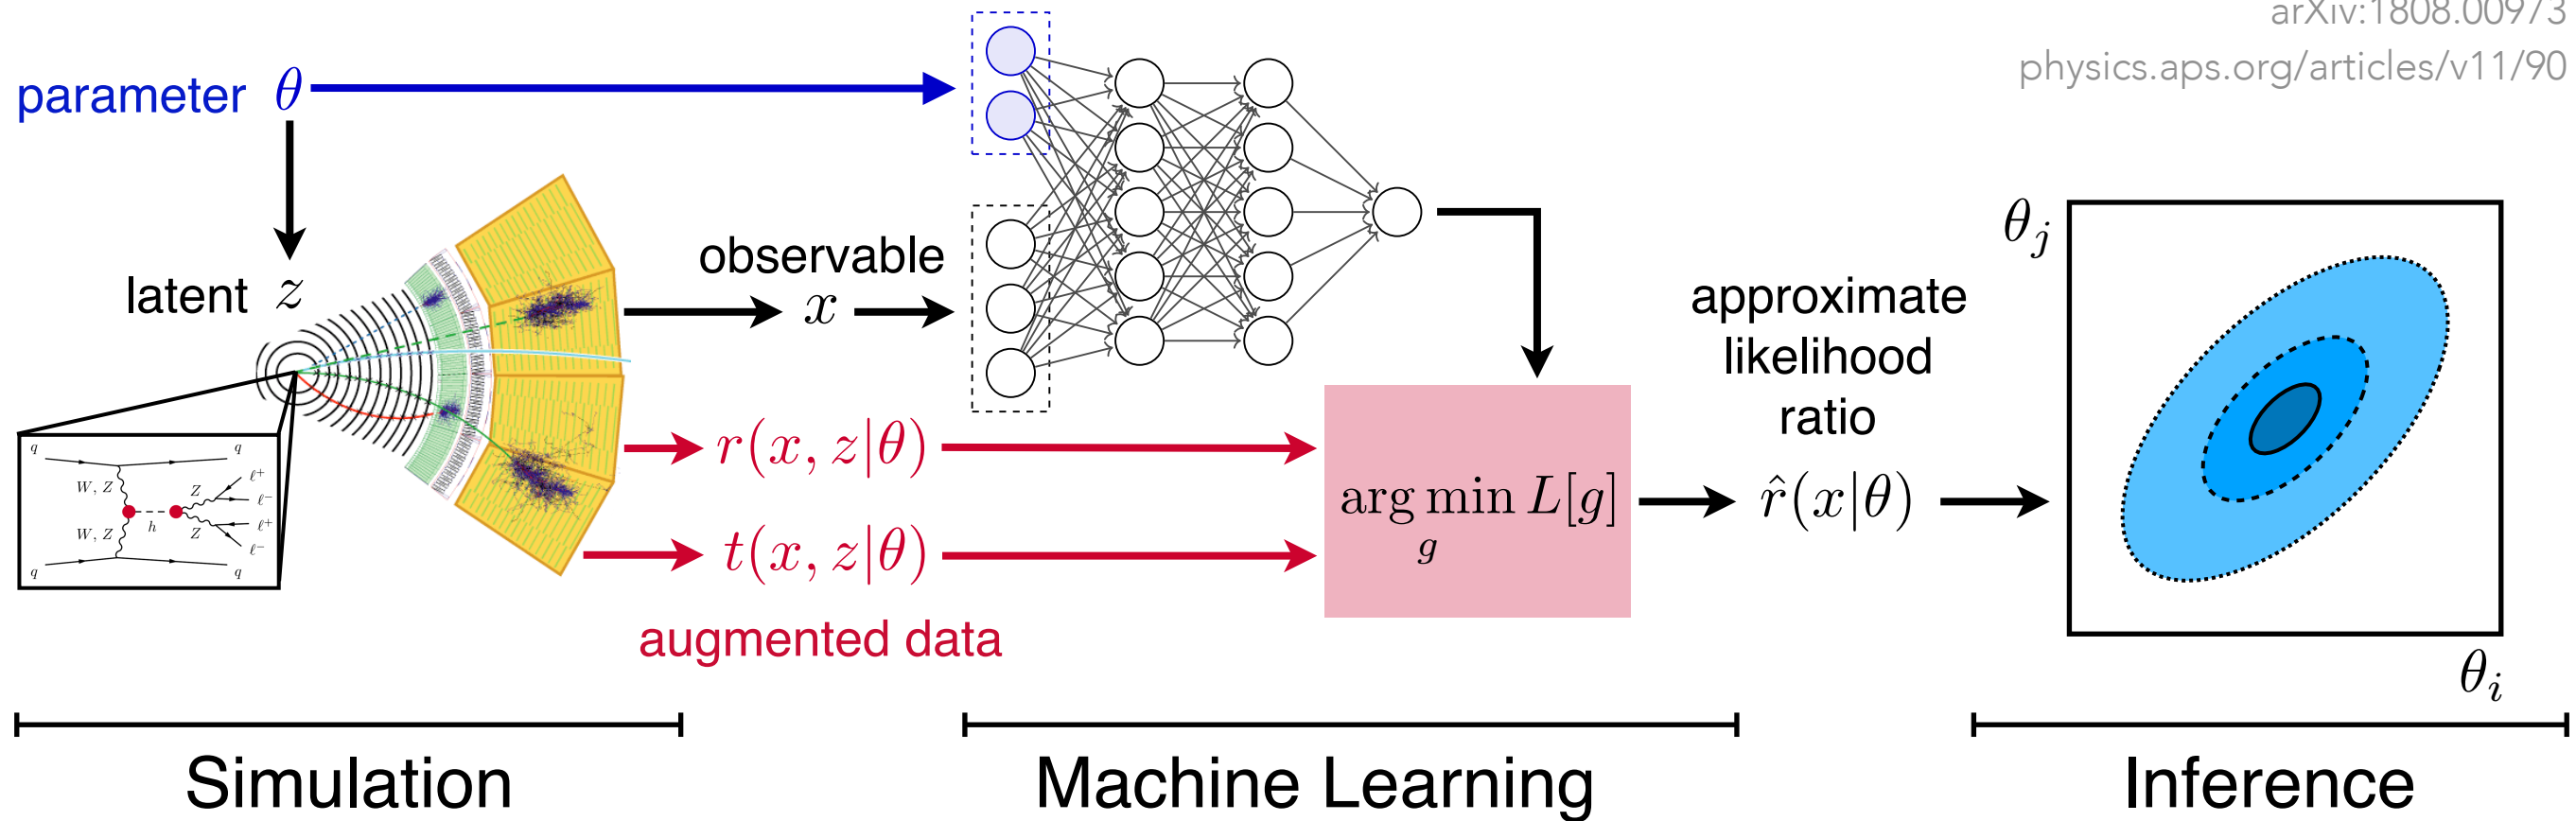 arXiv:1808.00973
physics.aps.org/articles/v11/90
parameter θ
latent z
observable
x
r(x, z|θ)
t(x, z|θ)
augmented data
q
q
W, Z
h
W, Z
Z
Z
ℓ+
ℓ−
ℓ+
ℓ−
q
q
arg min L[g]
g
approximate
likelihood
ratio
r̂(x|θ)
θj
θi
Simulation
Machine Learning
Inference